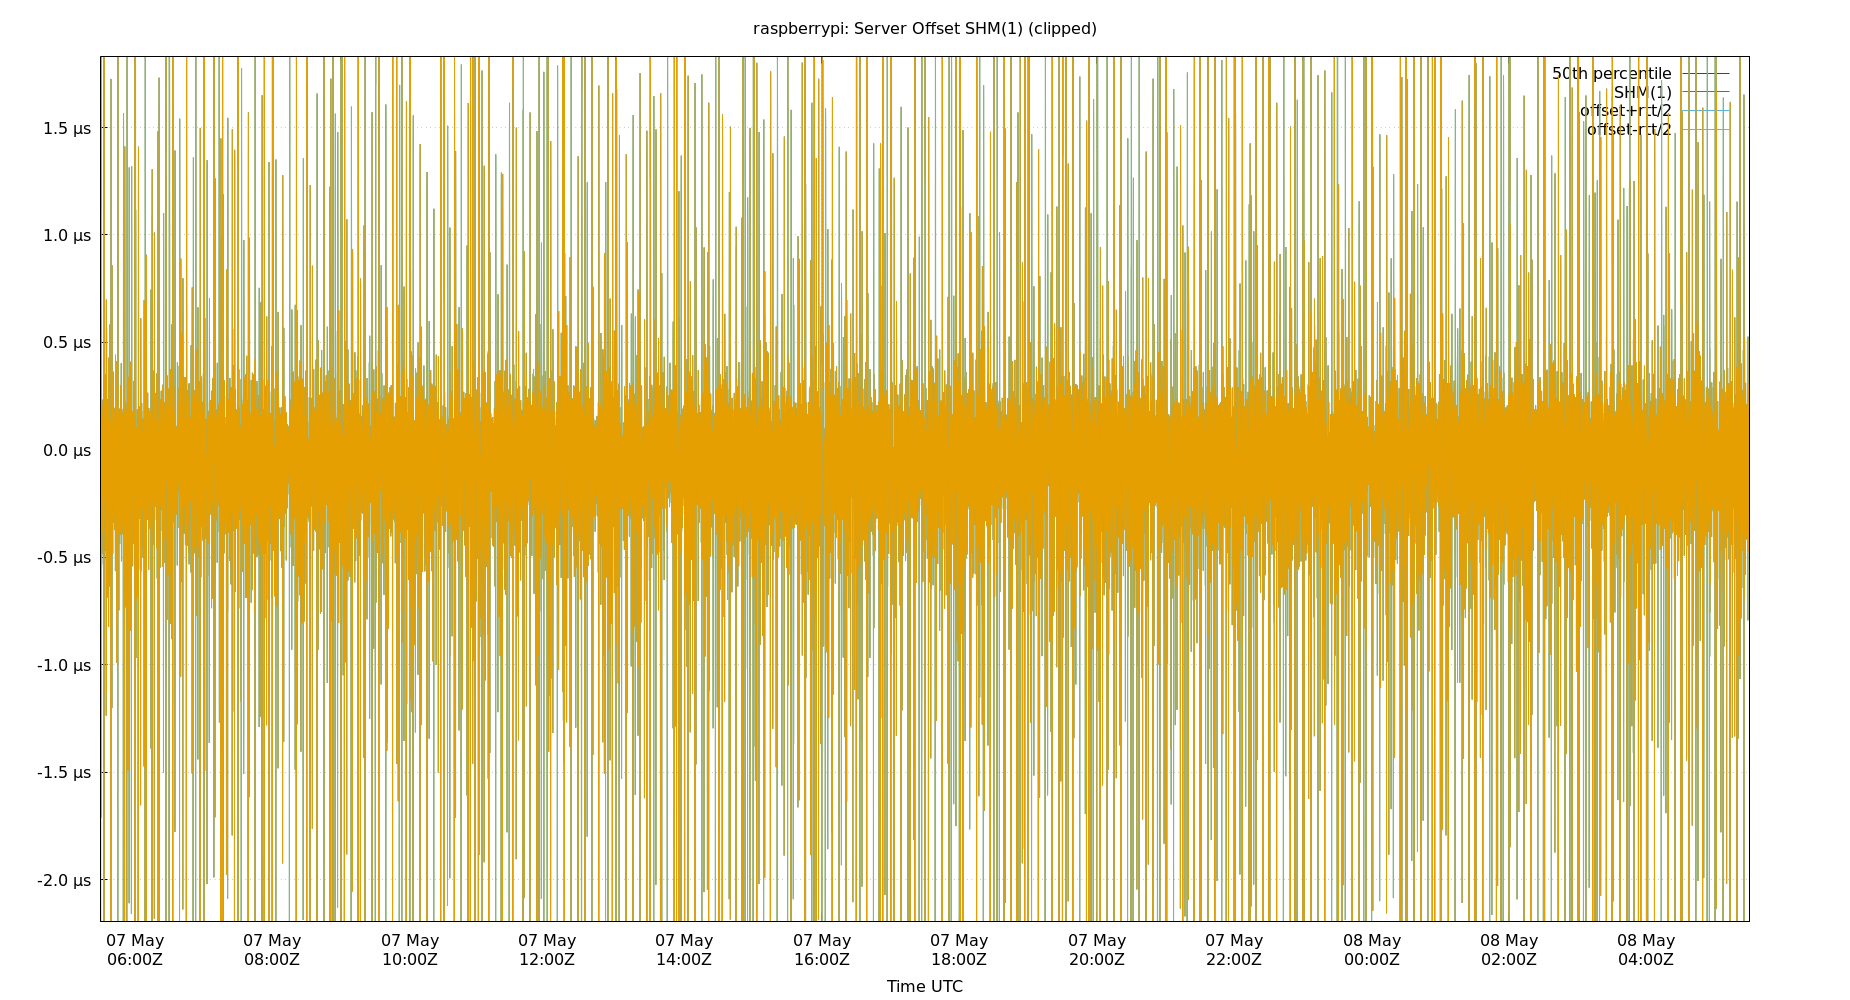 raspberrypi: Server Offset SHM(1) (clipped)
50th percentile
SHM(1)
offset+rtt/2
offset-rtt/2
1.5 µs
1.0 µs
0.5 µs
0.0 µs
-0.5 µs
-1.0 µs
-1.5 µs
-2.0 µs
07 May 07 May 07 May 07 May 07 May 07 May 07 May 07 May 07 May 08 May 08 May 08 May
06:00Z 08:00Z 10:00Z 12:00Z 14:00Z 16:00Z 18:00Z 20:00Z 22:00Z 00:00Z 02:00Z 04:00Z
Time UTC